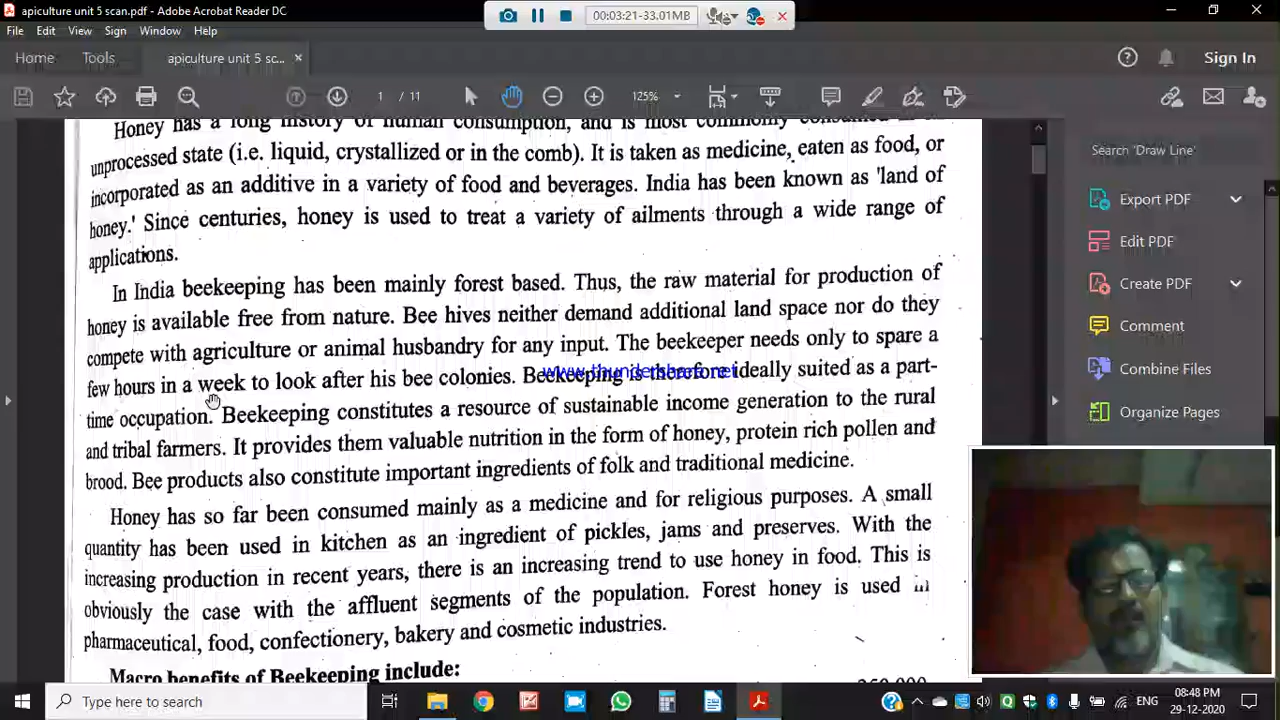 apiculture unit 5 scan.pdf - Adobe Acrobat Reader DC
00:03:21-33.01MB
File Edit View Sign Window Help
Home Tools apiculture unit 5 sc... × Sign In
1 / 11 125%
Honey has a long history of human consumption, and is most commonly consumed
unprocessed state (i.e. liquid, crystallized or in the comb). It is taken as medicine, eaten as food, or
incorporated as an additive in a variety of food and beverages. India has been known as 'land of
honey.' Since centuries, honey is used to treat a variety of ailments through a wide range of
applications.
In India beekeeping has been mainly forest based. Thus, the raw material for production of
honey is available free from nature. Bee hives neither demand additional land space nor do they
compete with agriculture or animal husbandry for any input. The beekeeper needs only to spare a
few hours in a week to look after his bee colonies. Beekeeping is therefore ideally suited as a part-
www.thundershare.net
time occupation. Beekeeping constitutes a resource of sustainable income generation to the rural
and tribal farmers. It provides them valuable nutrition in the form of honey, protein rich pollen and
brood. Bee products also constitute important ingredients of folk and traditional medicine.
Honey has so far been consumed mainly as a medicine and for religious purposes. A small
quantity has been used in kitchen as an ingredient of pickles, jams and preserves. With the
increasing production in recent years, there is an increasing trend to use honey in food. This is
obviously the case with the affluent segments of the population. Forest honey is used in
pharmaceutical, food, confectionery, bakery and cosmetic industries.
Macro benefits of Beekeeping include:
Search 'Draw Line'
Export PDF
Edit PDF
Create PDF
Comment
Combine Files
Organize Pages
Type here to search
ENG
08:48 PM
29-12-2020